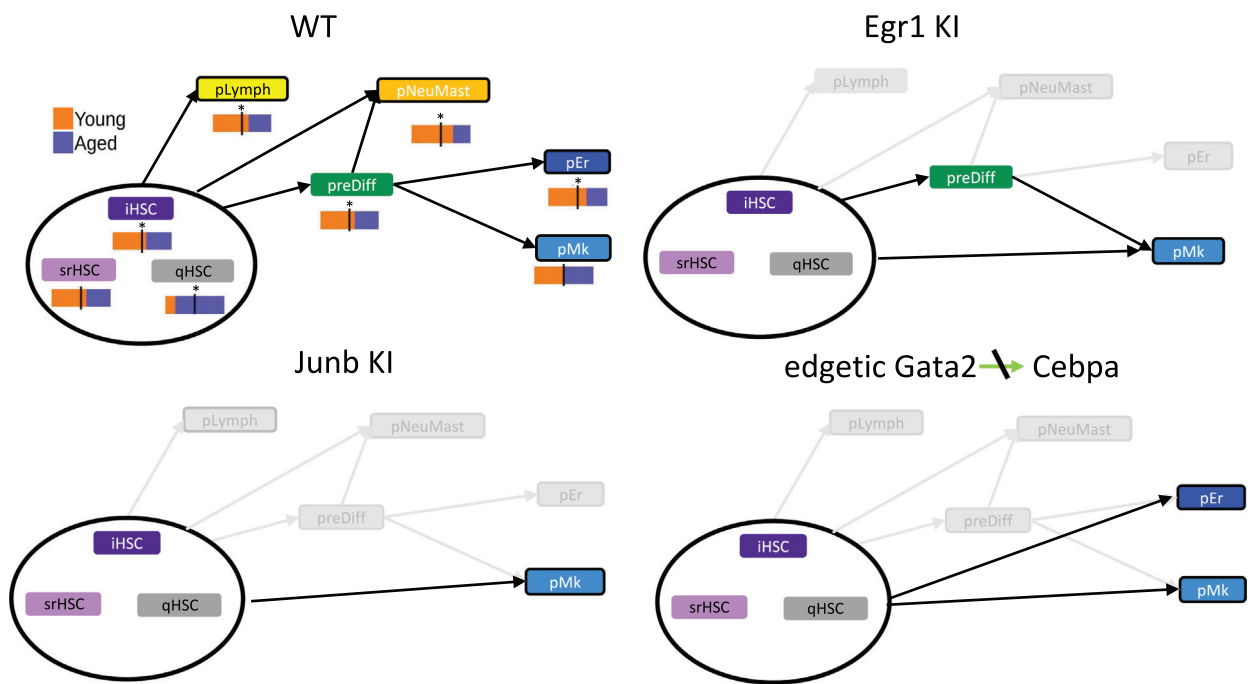 WT
pLymph
*
pNeuMast
*
Young
Aged
pEr
*
preDiff
*
iHSC
*
pMk
srHSC
qHSC
*
Egr1 KI
pLymph
pNeuMast
pEr
preDiff
iHSC
pMk
srHSC
qHSC
Junb KI
pLymph
pNeuMast
pEr
preDiff
iHSC
pMk
srHSC
qHSC
edgetic Gata2 Cebpa
pLymph
pNeuMast
pEr
preDiff
iHSC
pMk
srHSC
qHSC